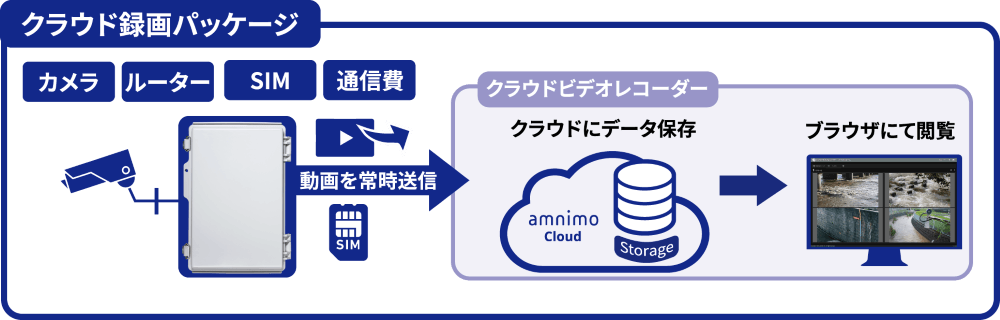 クラウド録画パッケージ
カメラ
ルーター
SIM
通信費
クラウドビデオレコーダー
クラウドにデータ保存
ブラウザにて閲覧
動画を常時送信
SIM
amnimo
Cloud
Storage